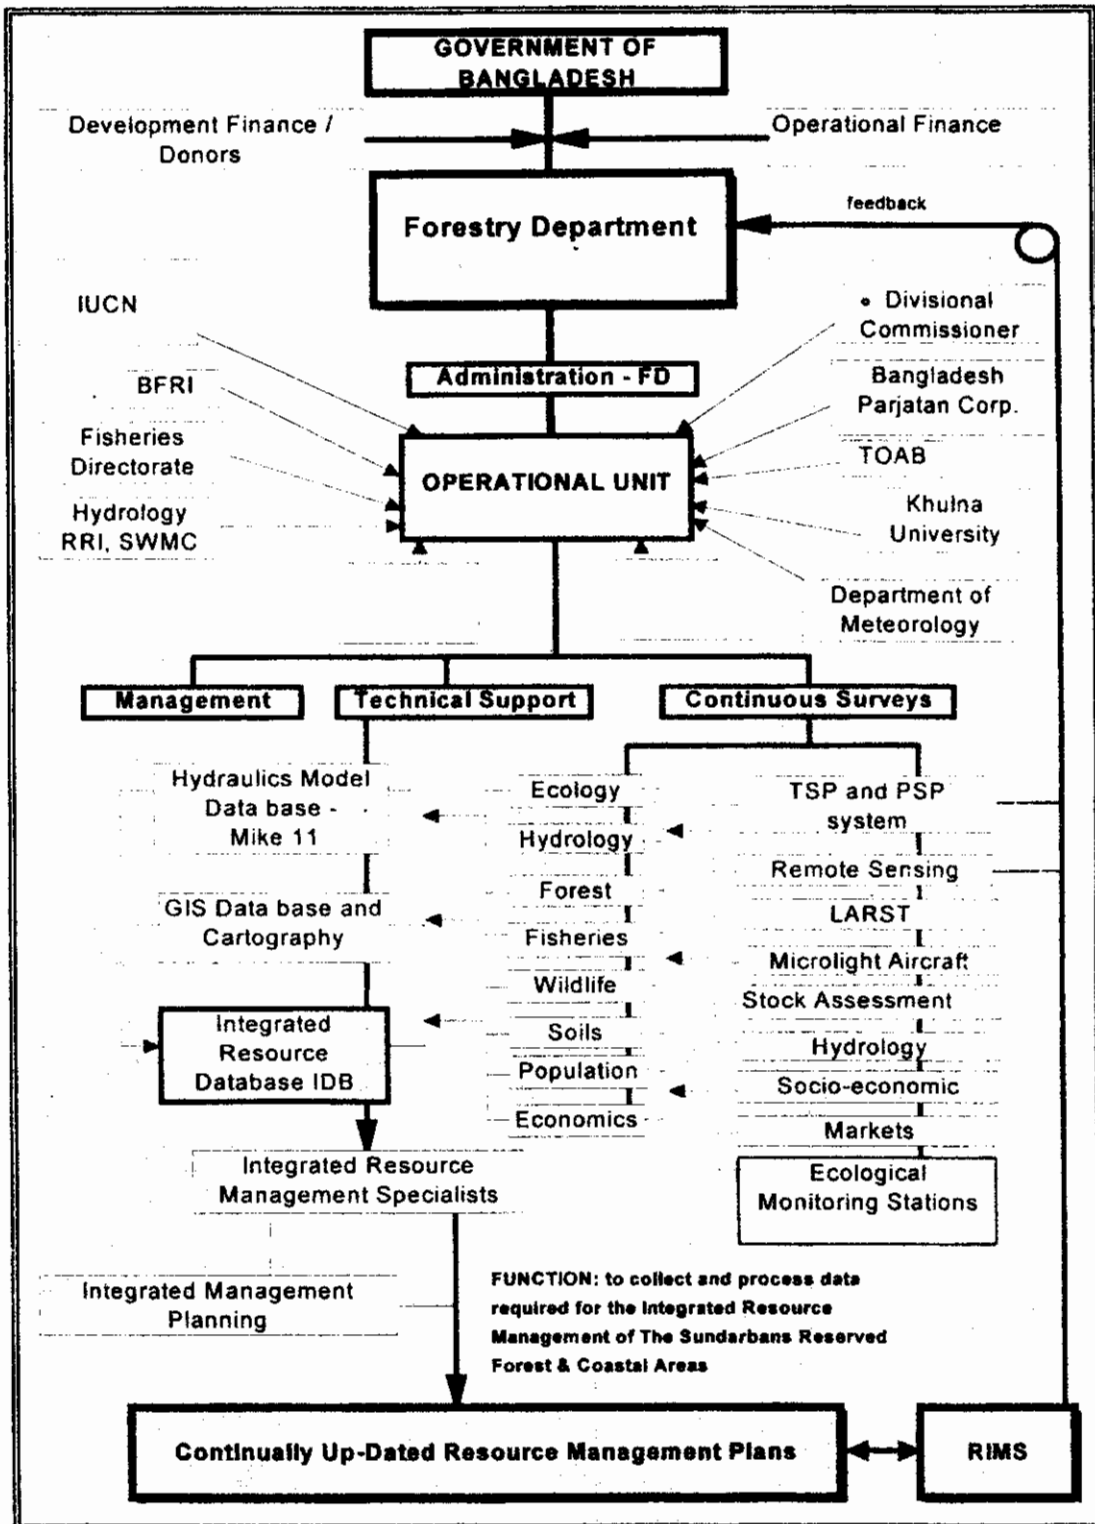 GOVERNMENT OF
BANGLADESH
Development Finance /
Donors
Operational Finance
Forestry Department
feedback
IUCN
BFRI
Fisheries
Directorate
Hydrology
RRI, SWMC
Divisional
Commissioner
Bangladesh
Parjatan Corp.
TOAB
Khulna
University
Department of
Meteorology
Administration - FD
OPERATIONAL UNIT
Management
Technical Support
Continuous Surveys
Hydraulics Model
Data base -
Mike 11
GIS Data base and
Cartography
Integrated
Resource
Database IDB
Integrated Resource
Management Specialists
Integrated Management
Planning
Ecology
Hydrology
Forest
Fisheries
Wildlife
Soils
Population
Economics
TSP and PSP
system
Remote Sensing
LARST
Microlight Aircraft
Stock Assessment
Hydrology
Socio-economic
Markets
Ecological
Monitoring Stations
FUNCTION: to collect and process data
required for the Integrated Resource
Management of The Sundarbans Reserved
Forest & Coastal Areas
Continually Up-Dated Resource Management Plans
RIMS